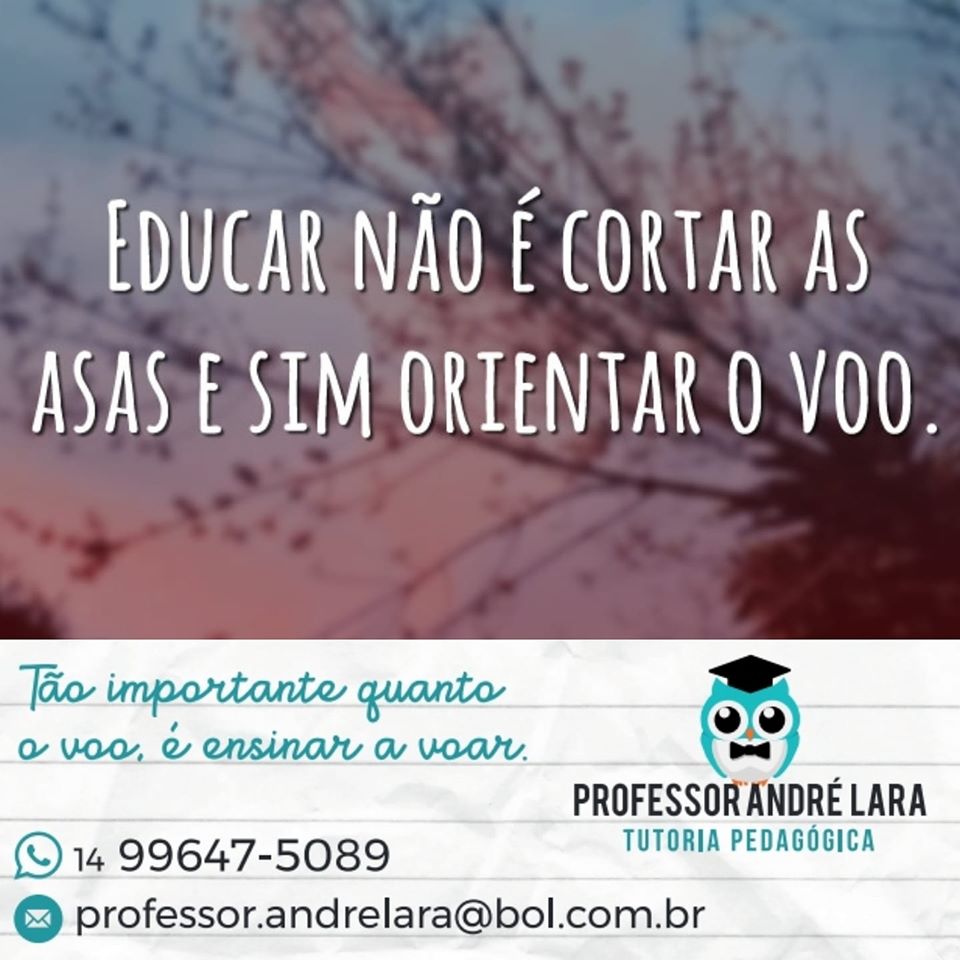 Educar não é cortar as
asas e sim orientar o voo.
Tão importante quanto
o voo, é ensinar a voar.
PROFESSOR ANDRÉ LARA
TUTORIA PEDAGÓGICA
14 99647-5089
professor.andrelara@bol.com.br